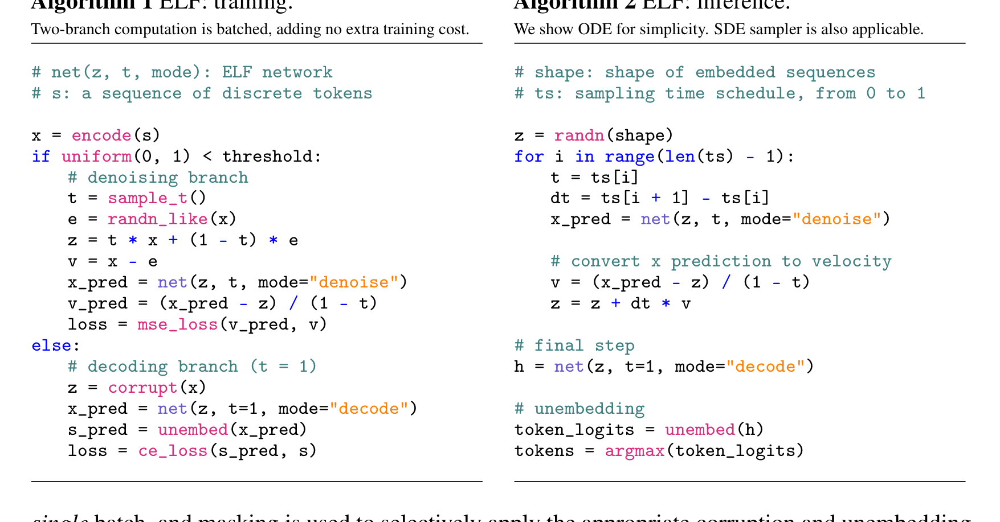 Algorithm 1 ELF: training.
Two-branch computation is batched, adding no extra training cost.
# net(z, t, mode): ELF network
# s: a sequence of discrete tokens
x = encode(s)
if uniform(0, 1) < threshold:
    # denoising branch
    t = sample_t()
    e = randn_like(x)
    z = t * x + (1 - t) * e
    v = x - e
    x_pred = net(z, t, mode="denoise")
    v_pred = (x_pred - z) / (1 - t)
    loss = mse_loss(v_pred, v)
else:
    # decoding branch (t = 1)
    z = corrupt(x)
    x_pred = net(z, t=1, mode="decode")
    s_pred = unembed(x_pred)
    loss = ce_loss(s_pred, s)
Algorithm 2 ELF: inference.
We show ODE for simplicity. SDE sampler is also applicable.
# shape: shape of embedded sequences
# ts: sampling time schedule, from 0 to 1
z = randn(shape)
for i in range(len(ts) - 1):
    t = ts[i]
    dt = ts[i + 1] - ts[i]
    x_pred = net(z, t, mode="denoise")
    # convert x prediction to velocity
    v = (x_pred - z) / (1 - t)
    z = z + dt * v
# final step
h = net(z, t=1, mode="decode")
# unembedding
token_logits = unembed(h)
tokens = argmax(token_logits)
single batch, and masking is used to selectively apply the appropriate corruption and unembedding